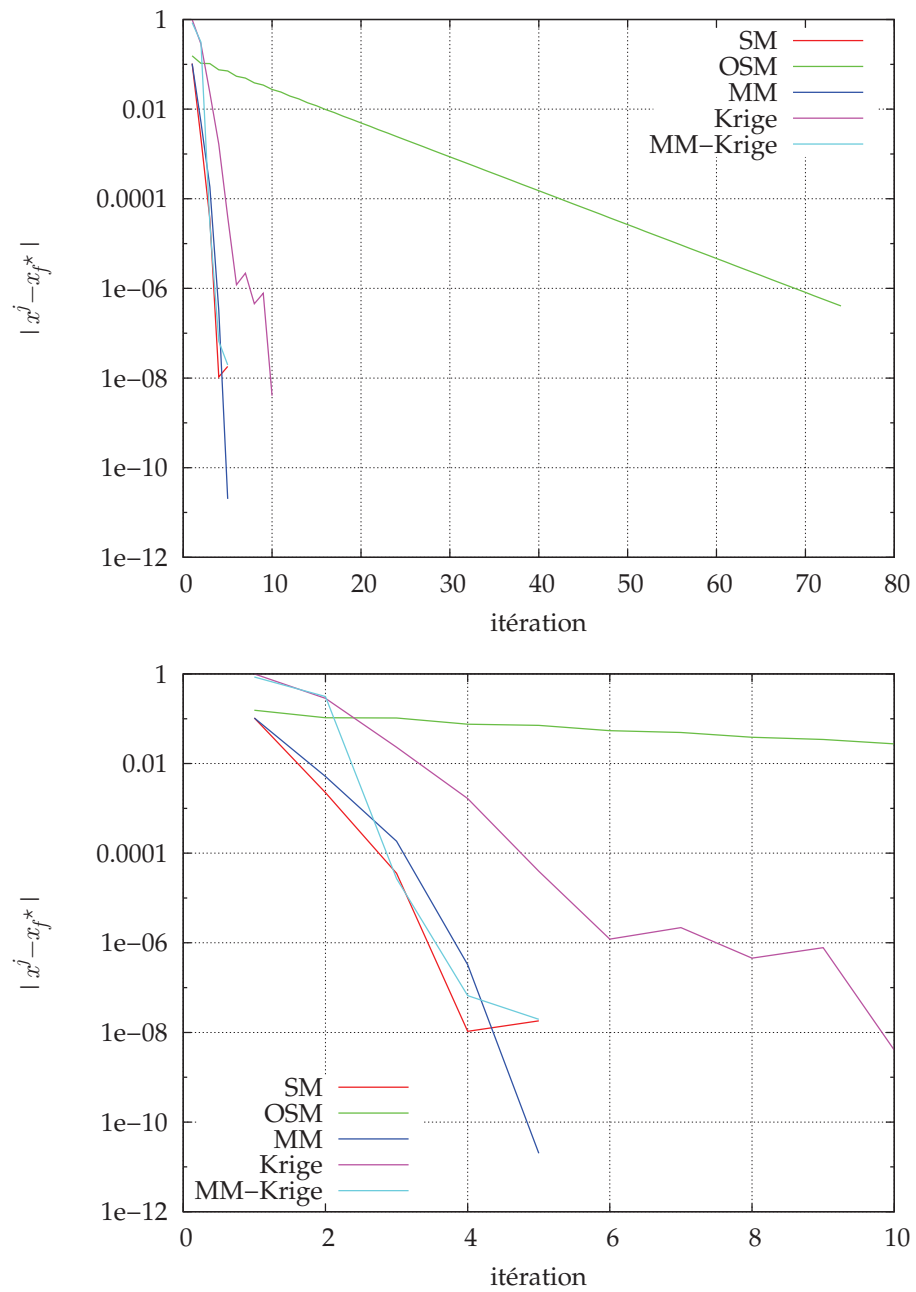 1
0.01
0.0001
1e−06
1e−08
1e−10
1e−12
| x^j − x_f^⋆ |
SM
OSM
MM
Krige
MM−Krige
0 10 20 30 40 50 60 70 80
itération
1
0.01
0.0001
1e−06
1e−08
1e−10
1e−12
| x^j − x_f^⋆ |
SM
OSM
MM
Krige
MM−Krige
0 2 4 6 8 10
itération